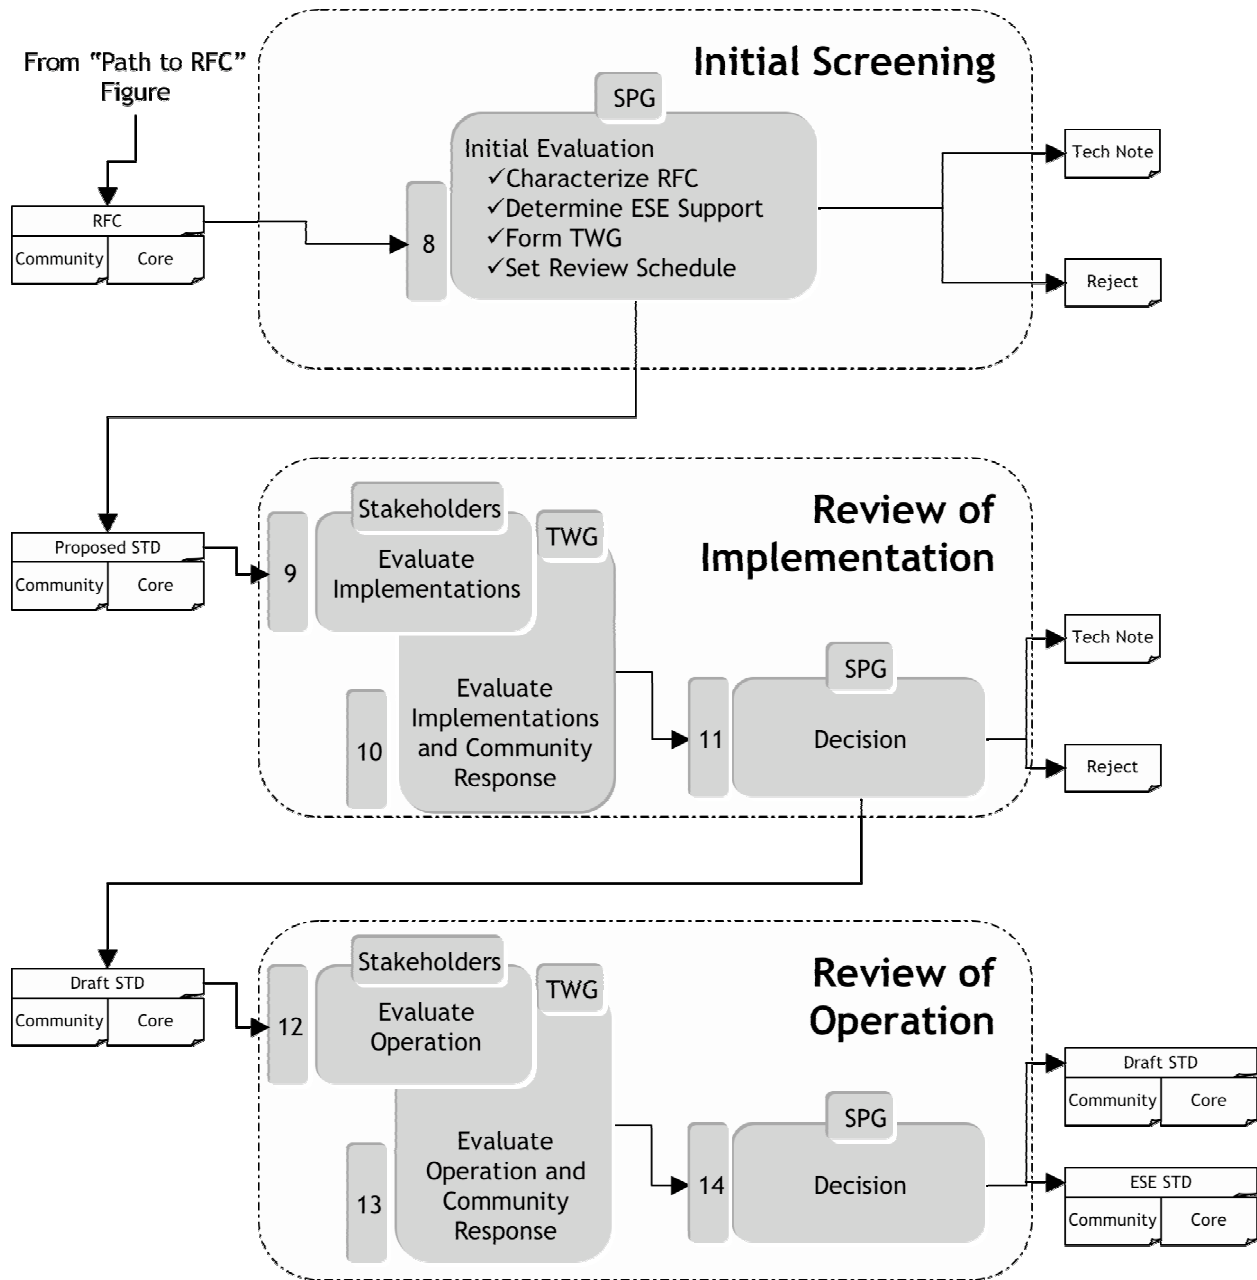 From “Path to RFC”
Figure
Initial Screening
SPG
Initial Evaluation
✓Characterize RFC
✓Determine ESE Support
✓Form TWG
✓Set Review Schedule
8
RFC
Community
Core
Tech Note
Reject
Review of
Implementation
Proposed STD
Community
Core
9
Stakeholders
Evaluate
Implementations
TWG
10
Evaluate
Implementations
and Community
Response
11
SPG
Decision
Tech Note
Reject
Review of
Operation
Draft STD
Community
Core
12
Stakeholders
Evaluate
Operation
TWG
13
Evaluate
Operation and
Community
Response
14
SPG
Decision
Draft STD
Community
Core
ESE STD
Community
Core